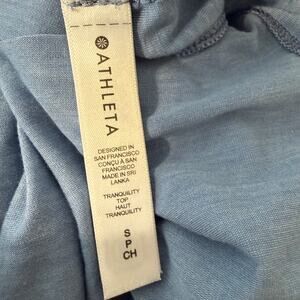 ATHLETA
DESIGNED IN
SAN FRANCISCO
CONÇU À SAN
FRANCISCO
MADE IN SRI
LANKA
TRANQUILITY
TOP
HAUT
TRANQUILITY
S
P
CH